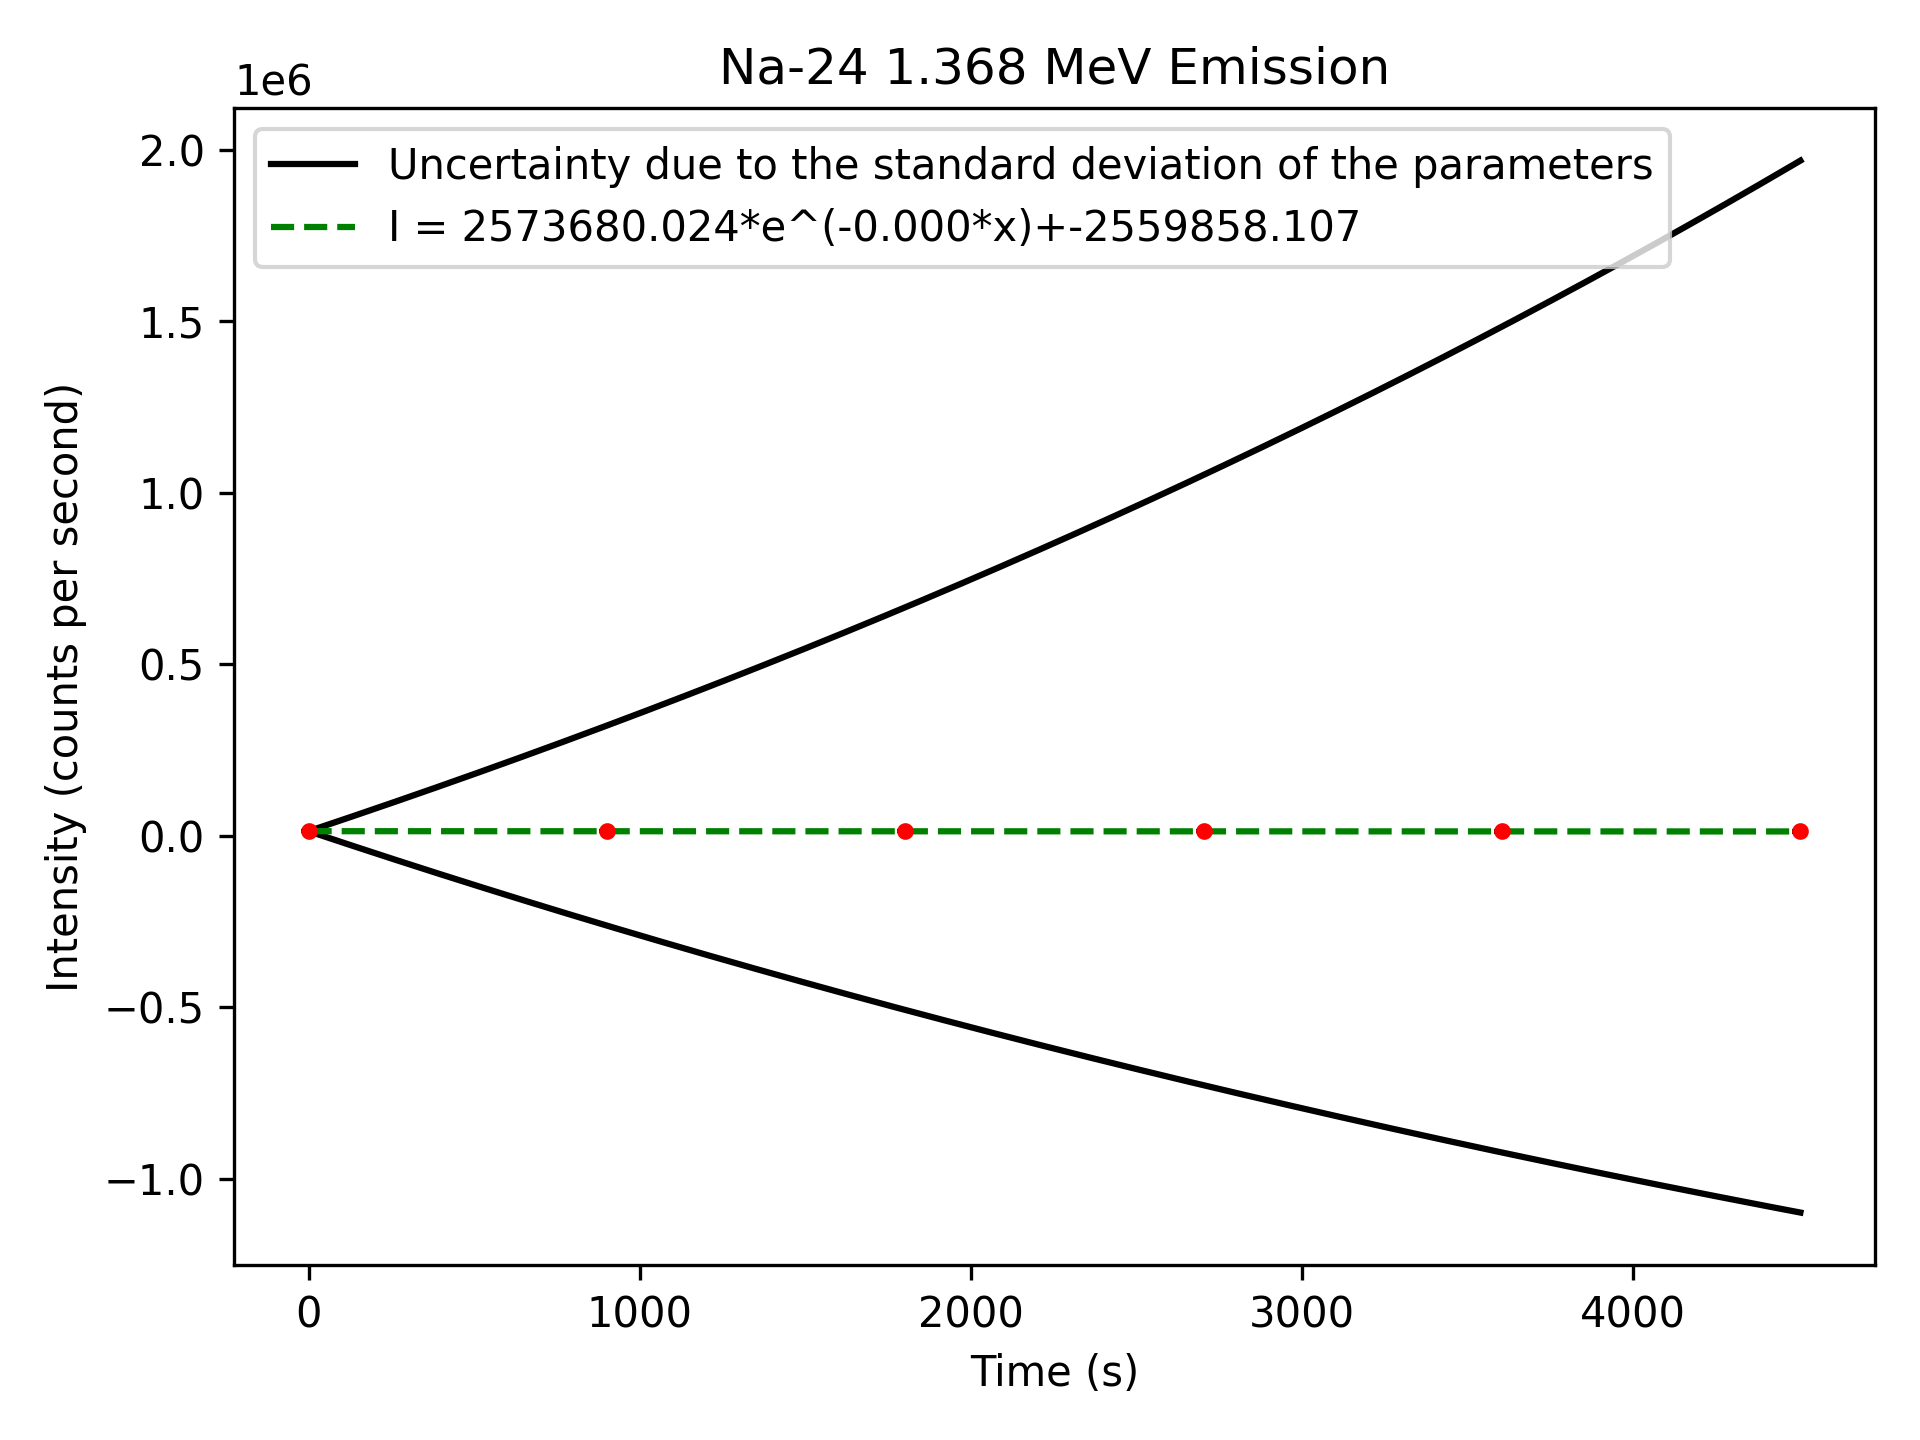 Na-24 1.368 MeV Emission
1e6
Uncertainty due to the standard deviation of the parameters
I = 2573680.024*e^(-0.000*x)+-2559858.107
Intensity (counts per second)
2.0
1.5
1.0
0.5
0.0
−0.5
−1.0
0 1000 2000 3000 4000
Time (s)